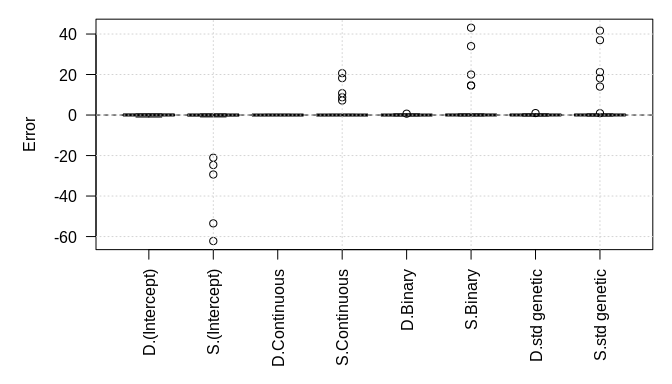 40
20
0
-20
-40
-60
Error
D.(Intercept)
S.(Intercept)
D.Continuous
S.Continuous
D.Binary
S.Binary
D.std genetic
S.std genetic